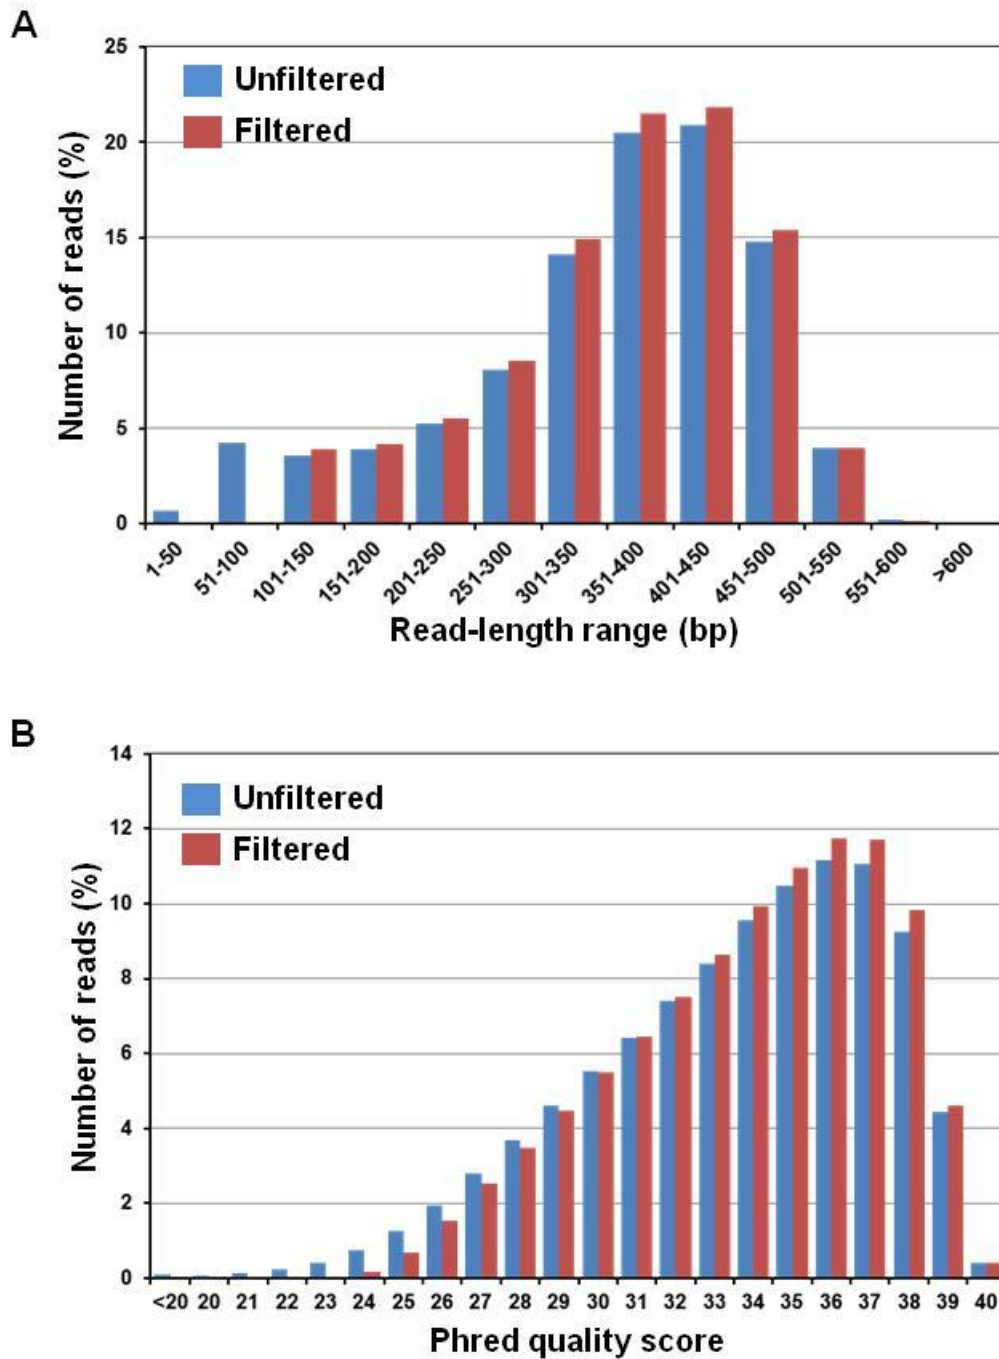 A
25
20
15
10
5
0
Unfiltered
Filtered
Number of reads (%)
1-50
51-100
101-150
151-200
201-250
251-300
301-350
351-400
401-450
451-500
501-550
551-600
>600
Read-length range (bp)
B
14
12
10
8
6
4
2
0
Unfiltered
Filtered
Number of reads (%)
<20 20 21 22 23 24 25 26 27 28 29 30 31 32 33 34 35 36 37 38 39 40
Phred quality score